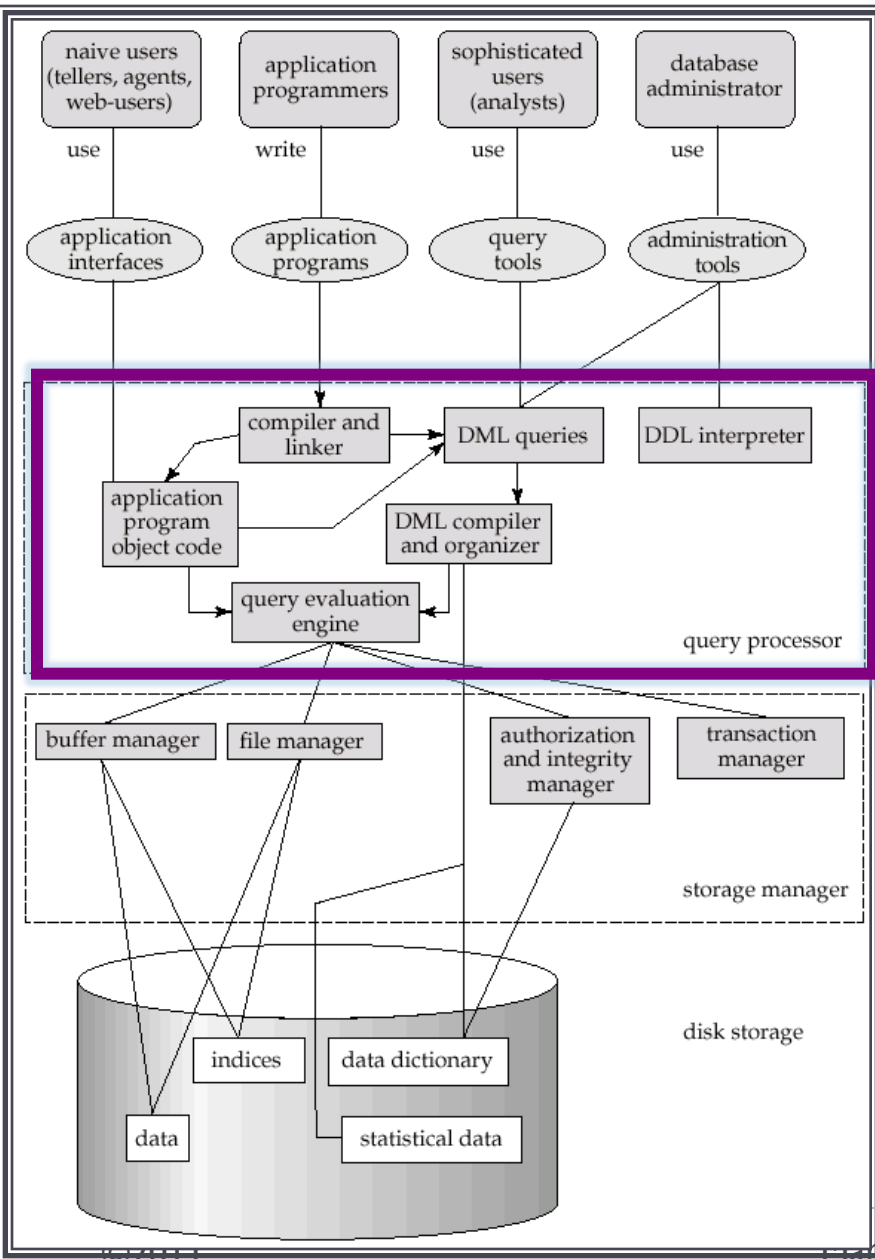 naive users
(tellers, agents,
web-users)
application
programmers
sophisticated
users
(analysts)
database
administrator
use
write
use
use
application
interfaces
application
programs
query
tools
administration
tools
compiler and
linker
DML queries
DDL interpreter
application
program
object code
DML compiler
and organizer
query evaluation
engine
query processor
buffer manager
file manager
authorization
and integrity
manager
transaction
manager
storage manager
disk storage
indices
data dictionary
data
statistical data